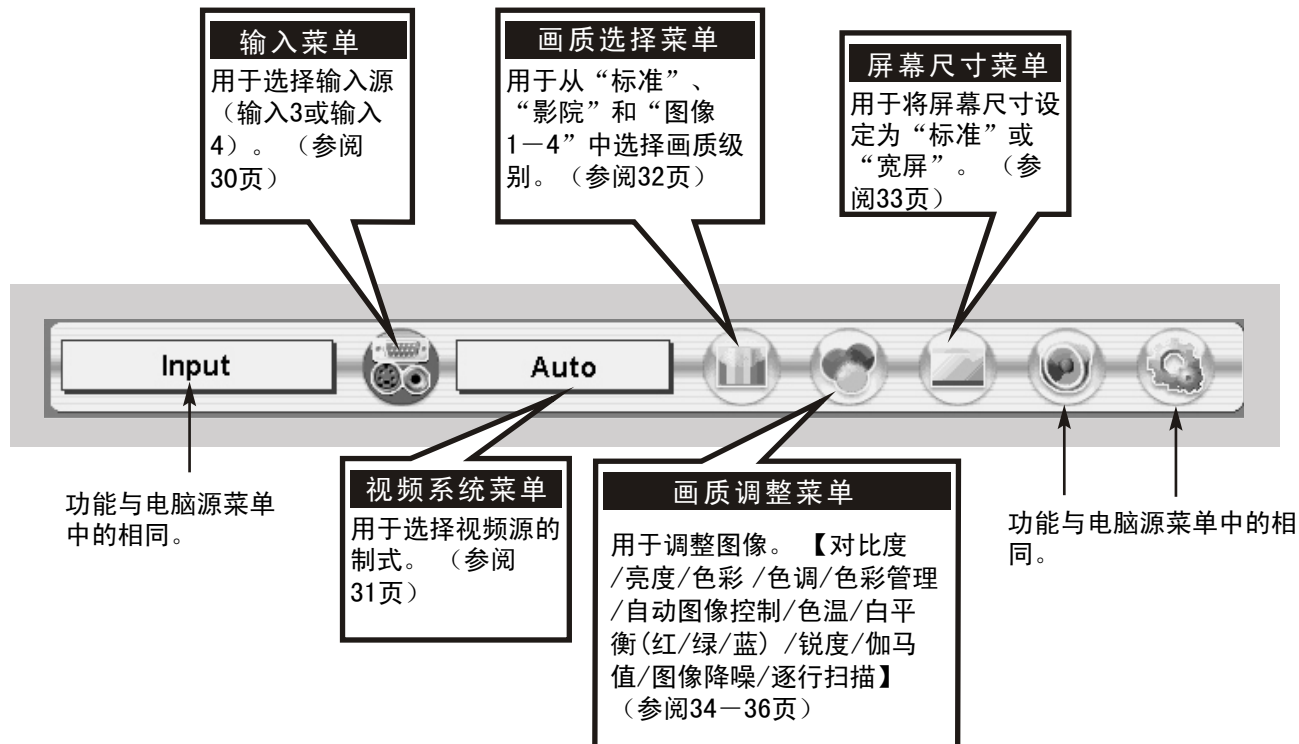 输入菜单
用于选择输入源
（输入3或输入
4）。 （参阅
30页）
画质选择菜单
用于从“标准”、
“影院”和“图像
1－4”中选择画质级
别。（参阅32页）
屏幕尺寸菜单
用于将屏幕尺寸设
定为“标准”或
“宽屏”。 （参
阅33页）
Input
Auto
功能与电脑源菜单
中的相同。
视频系统菜单
用于选择视频源的
制式。 （参阅
31页）
画质调整菜单
用于调整图像。 【对比度
/亮度/色彩 /色调/色彩管理
/自动图像控制/色温/白平
衡(红/绿/蓝) /锐度/伽马
值/图像降噪/逐行扫描】
（参阅34－36页）
功能与电脑源菜单中的相
同。